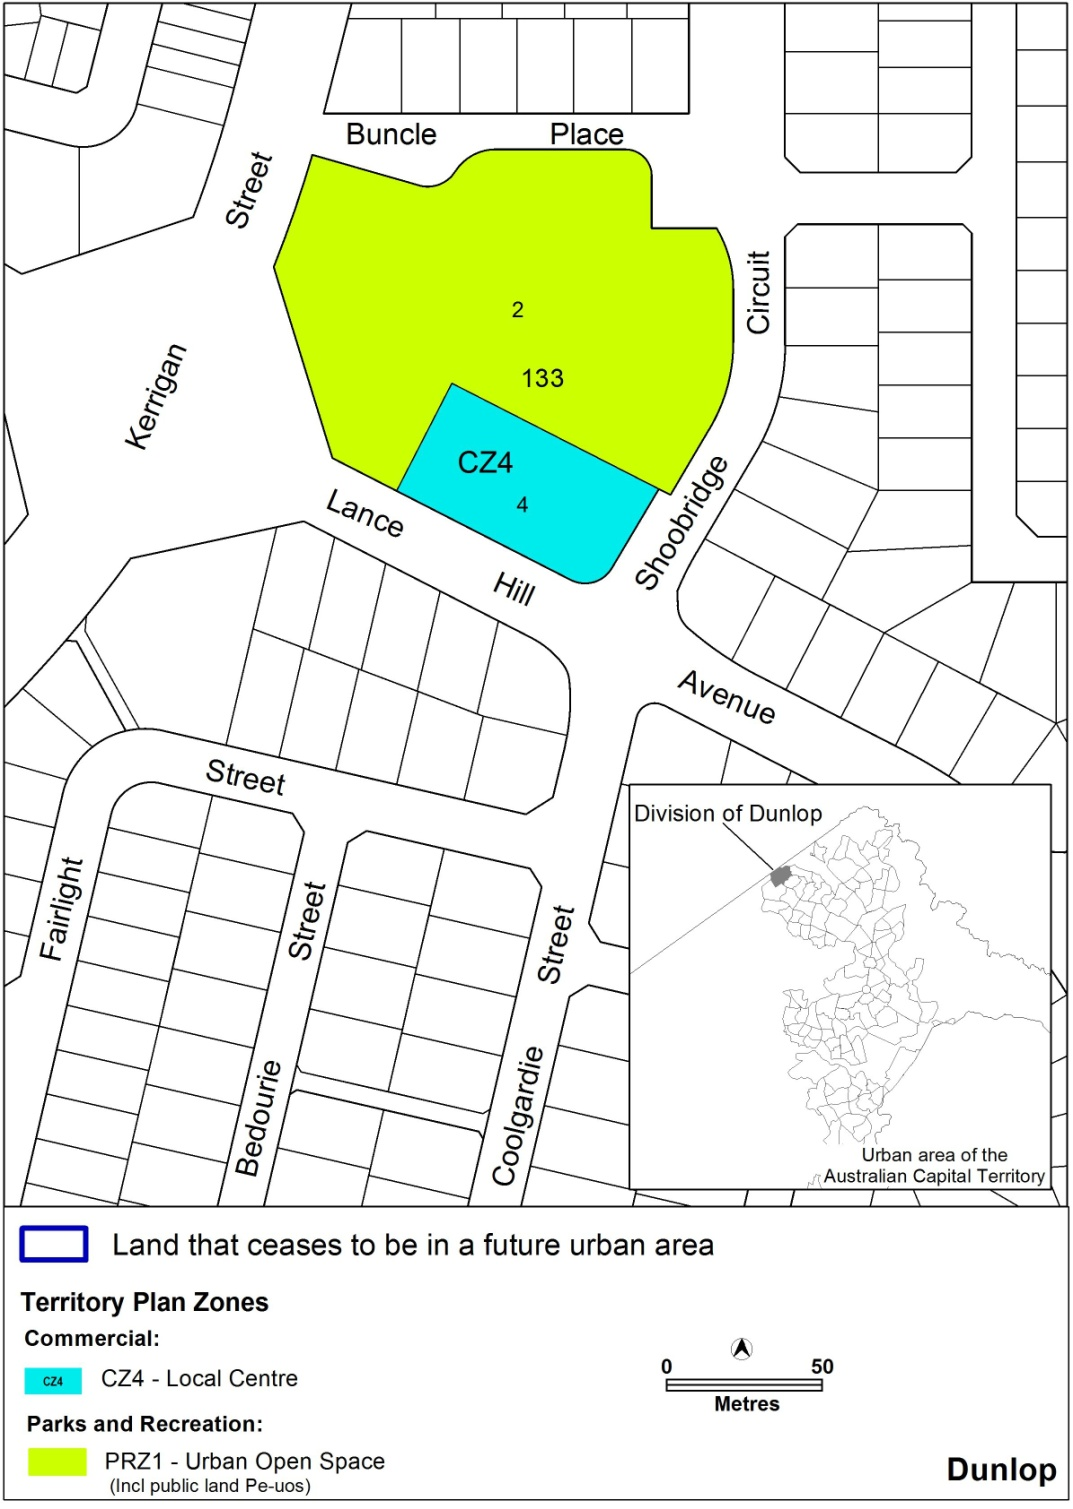 Buncle Place
Street
Circuit
2
Kerrigan
133
CZ4
4
Lance
Shoobridge
Hill
Avenue
Street
Division of Dunlop
Fairlight
Street
Street
Bedourie
Coolgardie
Urban area of the
Australian Capital Territory
Land that ceases to be in a future urban area
Territory Plan Zones
Commercial:
CZ4 CZ4 - Local Centre
0 50
Metres
Parks and Recreation:
PRZ1 - Urban Open Space
(Incl public land Pe-uos)
Dunlop